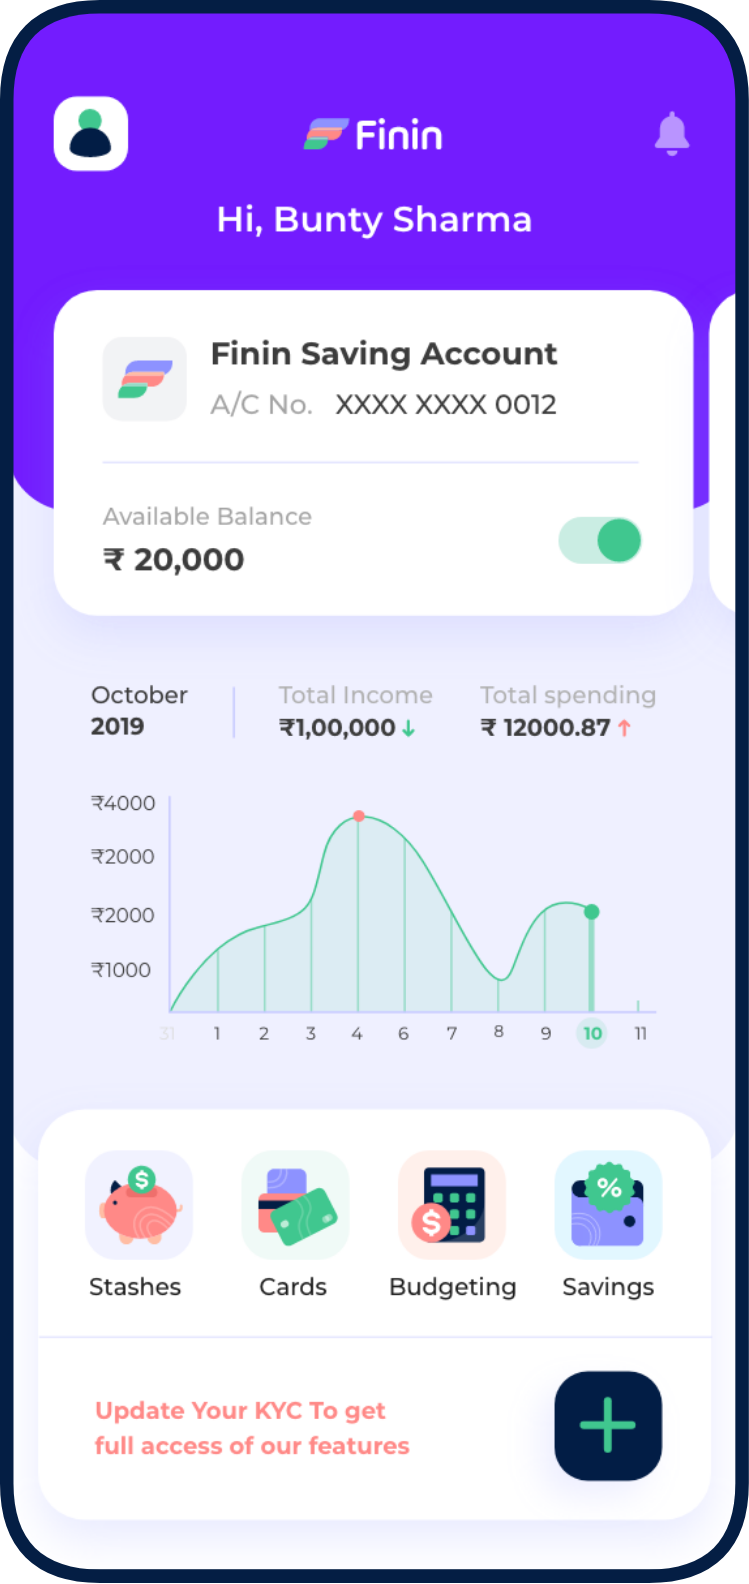 Finin
Hi, Bunty Sharma
Finin Saving Account
A/C No. XXXX XXXX 0012
Available Balance
₹ 20,000
October
2019
Total Income
₹1,00,000 ↓
Total spending
₹ 12000.87 ↑
₹4000
₹2000
₹2000
₹1000
31 1 2 3 4 6 7 8 9 10 11
$ $ %
Stashes Cards Budgeting Savings
Update Your KYC To get
full access of our features